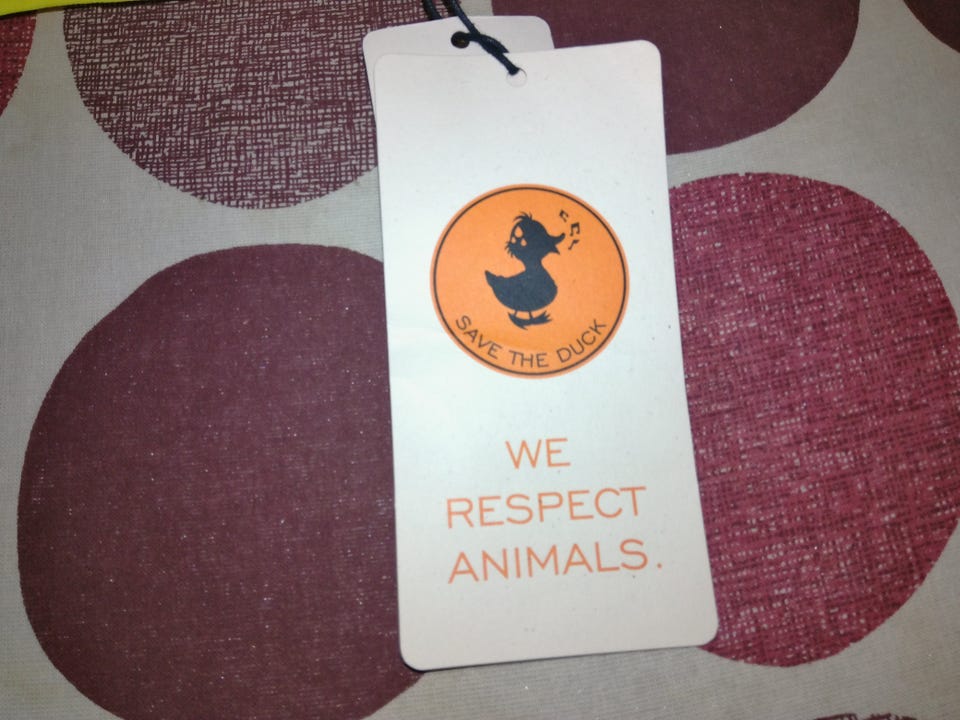 SAVE THE DUCK
WE
RESPECT
ANIMALS.